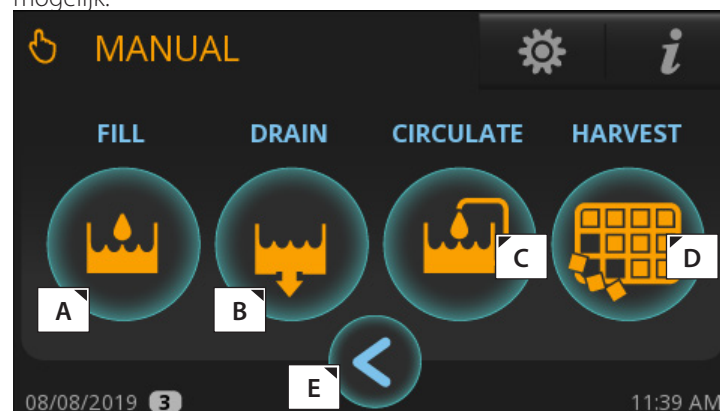 mogelijk.
MANUAL i
FILL DRAIN CIRCULATE HARVEST
A B C D
E
08/08/2019 3 11:39 AM